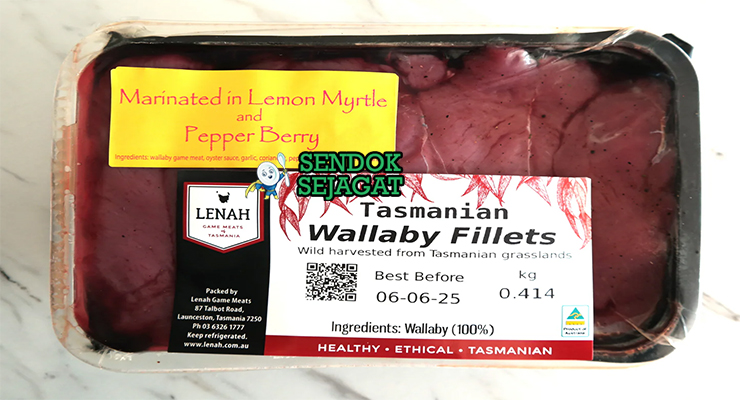 Marinated in Lemon Myrtle
and
Pepper Berry
Ingredients: wallaby game meat, oyster sauce, garlic,
SENDOK
SEJAGAT
LENAH
GAME MEATS
TASMANIA
Tasmanian
Wallaby Fillets
Wild harvested from Tasmanian grasslands
Best Before
kg
06-06-25
0.414
Ingredients: Wallaby (100%)
Packed by
Lenah Game Meats
87 Talbot Road,
Launceston, Tasmania 7250
Ph 03 6326 1777
Keep refrigerated.
www.lenah.com.au
HEALTHY • ETHICAL • TASMANIAN